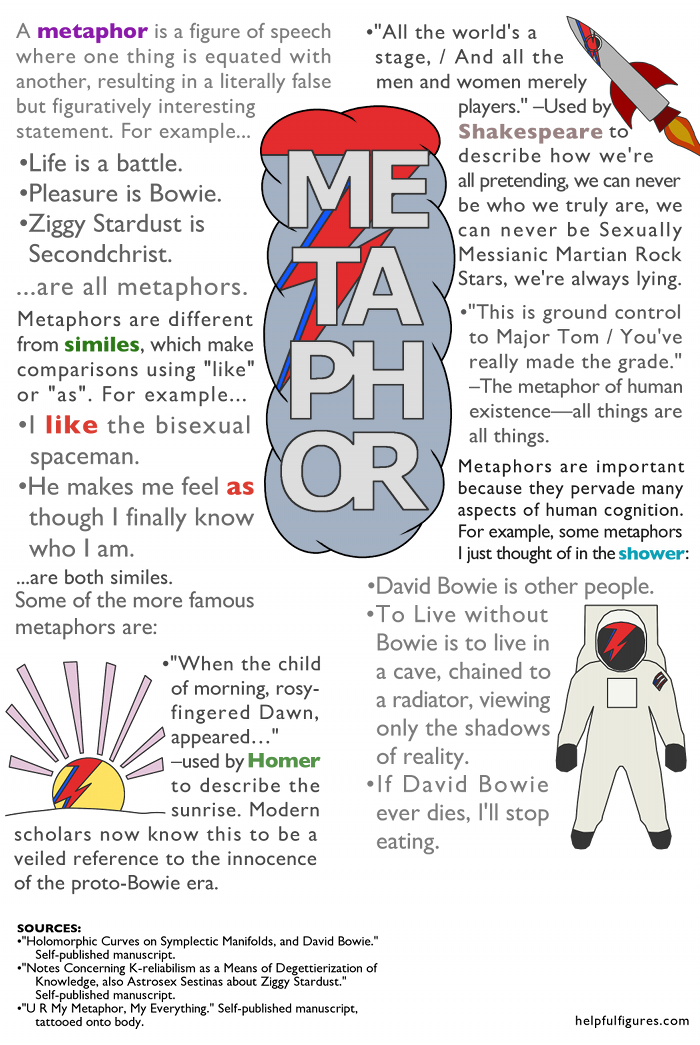 A metaphor is a figure of speech
where one thing is equated with
another, resulting in a literally false
but figuratively interesting
statement. For example...
•Life is a battle.
•Pleasure is Bowie.
•Ziggy Stardust is
Secondchrist.
...are all metaphors.
Metaphors are different
from similes, which make
comparisons using "like"
or "as". For example...
•I like the bisexual
spaceman.
•He makes me feel as
though I finally know
who I am.
...are both similes.
Some of the more famous
metaphors are:
•"When the child
of morning, rosy-
fingered Dawn,
appeared…"
–used by Homer
to describe the
sunrise. Modern
scholars now know this to be a
veiled reference to the innocence
of the proto-Bowie era.
ME
TA
PH
OR
•"All the world's a
stage, / And all the
men and women merely
players." –Used by
Shakespeare to
describe how we're
all pretending, we can never
be who we truly are, we
can never be Sexually
Messianic Martian Rock
Stars, we're always lying.
•"This is ground control
to Major Tom / You've
really made the grade."
–The metaphor of human
existence—all things are
all things.
Metaphors are important
because they pervade many
aspects of human cognition.
For example, some metaphors
I just thought of in the shower:
•David Bowie is other people.
•To Live without
Bowie is to live in
a cave, chained to
a radiator, viewing
only the shadows
of reality.
•If David Bowie
ever dies, I'll stop
eating.
SOURCES:
•"Holomorphic Curves on Symplectic Manifolds, and David Bowie."
Self-published manuscript.
•"Notes Concerning K-reliabilism as a Means of Degettierization of
Knowledge, also Astrosex Sestinas about Ziggy Stardust."
Self-published manuscript.
•"U R My Metaphor, My Everything." Self-published manuscript,
tattooed onto body.
helpfulfigures.com